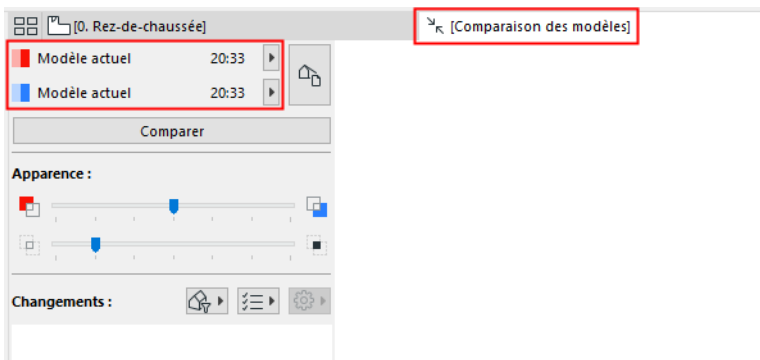 [0. Rez-de-chaussée] [Comparaison des modèles]
Modèle actuel 20:33
Modèle actuel 20:33
Comparer
Apparence :
Changements :